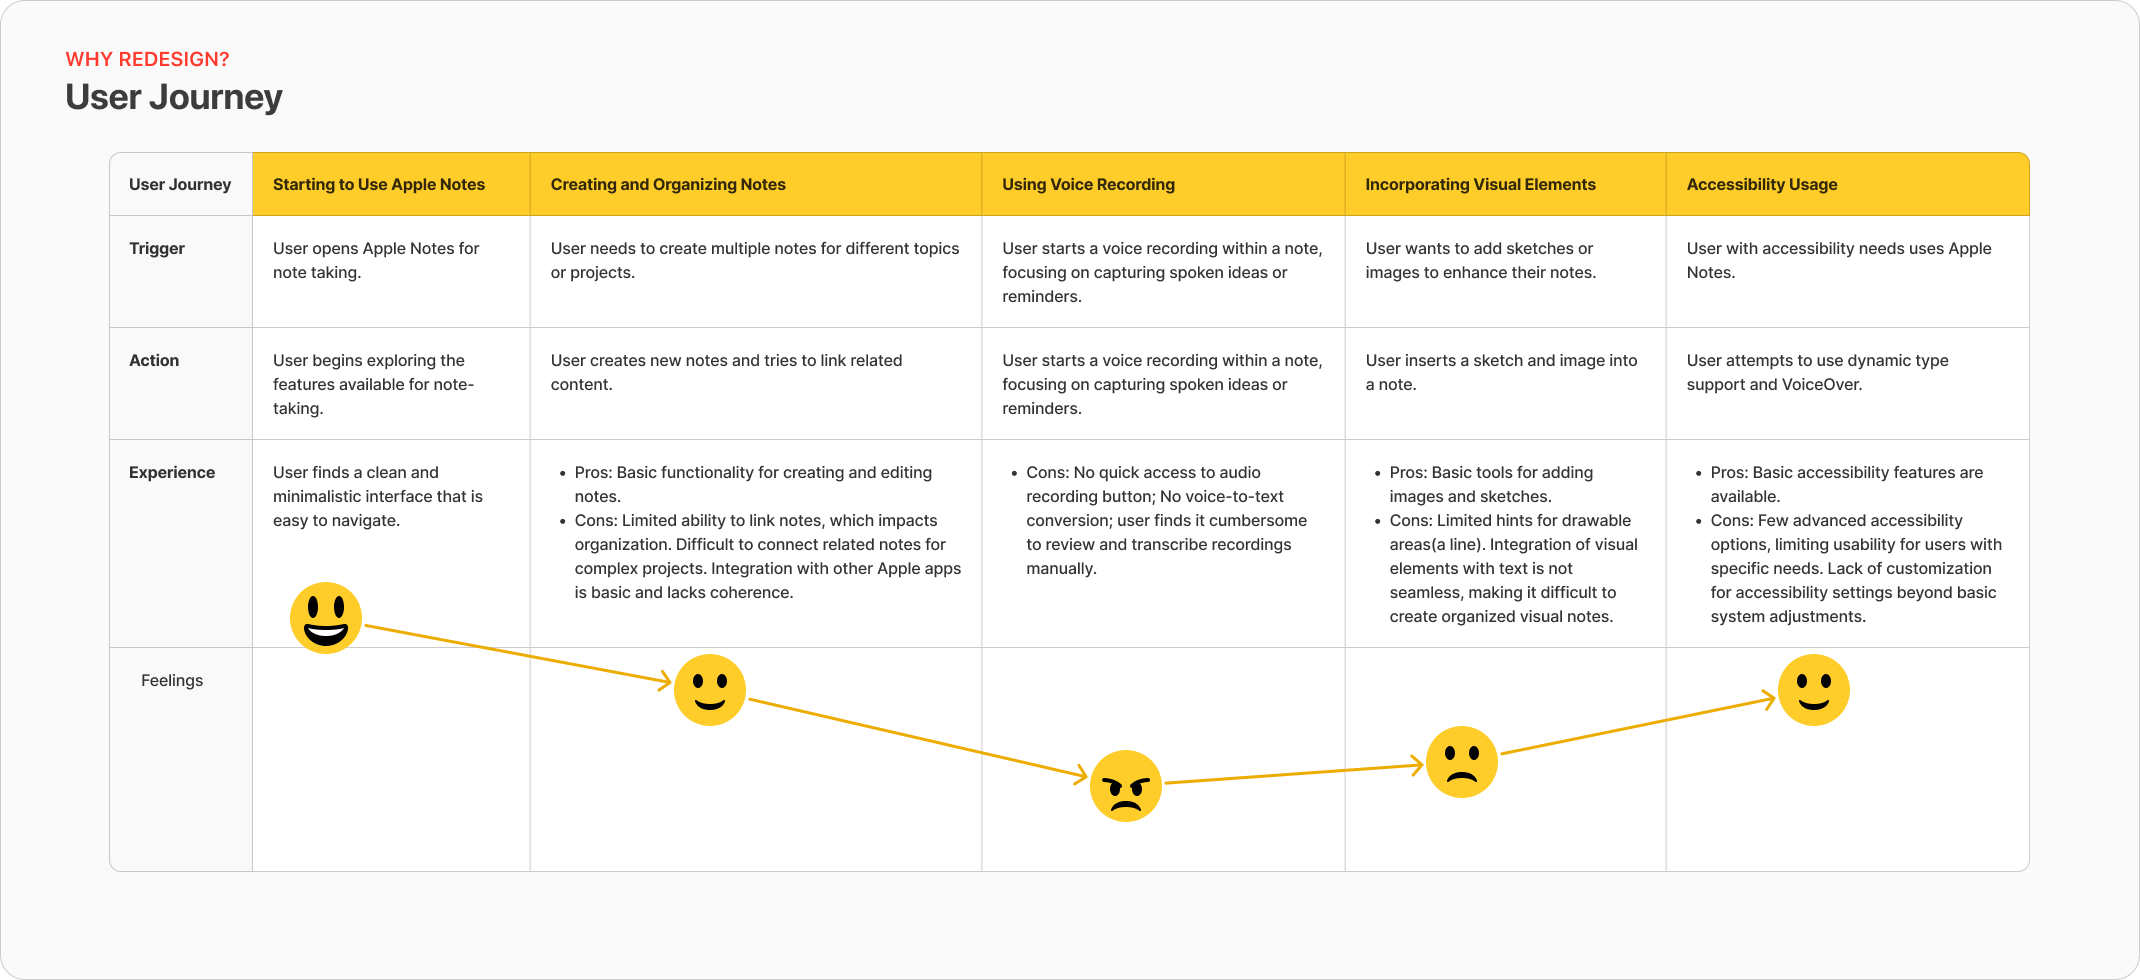 WHY REDESIGN?
User Journey
User Journey
Starting to Use Apple Notes
Creating and Organizing Notes
Using Voice Recording
Incorporating Visual Elements
Accessibility Usage
Trigger
User opens Apple Notes for
note taking.
User needs to create multiple notes for different topics
or projects.
User starts a voice recording within a note,
focusing on capturing spoken ideas or
reminders.
User wants to add sketches or
images to enhance their notes.
User with accessibility needs uses Apple
Notes.
Action
User begins exploring the
features available for note-
taking.
User creates new notes and tries to link related
content.
User starts a voice recording within a note,
focusing on capturing spoken ideas or
reminders.
User inserts a sketch and image into
a note.
User attempts to use dynamic type
support and VoiceOver.
Experience
User finds a clean and
minimalistic interface that is
easy to navigate.
• Pros: Basic functionality for creating and editing
notes.
• Cons: Limited ability to link notes, which impacts
organization. Difficult to connect related notes for
complex projects. Integration with other Apple apps
is basic and lacks coherence.
• Cons: No quick access to audio
recording button; No voice-to-text
conversion; user finds it cumbersome
to review and transcribe recordings
manually.
• Pros: Basic tools for adding
images and sketches.
• Cons: Limited hints for drawable
areas(a line). Integration of visual
elements with text is not
seamless, making it difficult to
create organized visual notes.
• Pros: Basic accessibility features are
available.
• Cons: Few advanced accessibility
options, limiting usability for users with
specific needs. Lack of customization
for accessibility settings beyond basic
system adjustments.
Feelings